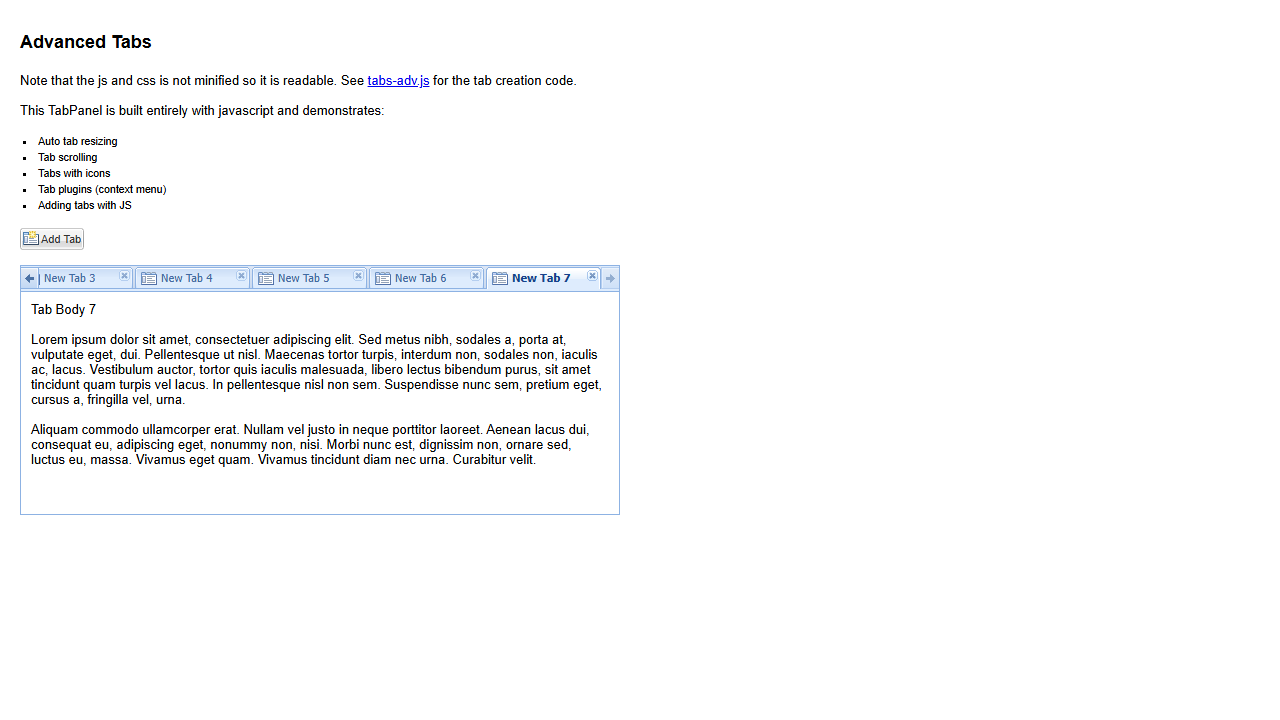 Advanced Tabs
Note that the js and css is not minified so it is readable. See tabs-adv.js for the tab creation code.
This TabPanel is built entirely with javascript and demonstrates:
Auto tab resizing
Tab scrolling
Tabs with icons
Tab plugins (context menu)
Adding tabs with JS
Add Tab
New Tab 3 New Tab 4 New Tab 5 New Tab 6 New Tab 7
Tab Body 7
Lorem ipsum dolor sit amet, consectetuer adipiscing elit. Sed metus nibh, sodales a, porta at,
vulputate eget, dui. Pellentesque ut nisl. Maecenas tortor turpis, interdum non, sodales non, iaculis
ac, lacus. Vestibulum auctor, tortor quis iaculis malesuada, libero lectus bibendum purus, sit amet
tincidunt quam turpis vel lacus. In pellentesque nisl non sem. Suspendisse nunc sem, pretium eget,
cursus a, fringilla vel, urna.
Aliquam commodo ullamcorper erat. Nullam vel justo in neque porttitor laoreet. Aenean lacus dui,
consequat eu, adipiscing eget, nonummy non, nisi. Morbi nunc est, dignissim non, ornare sed,
luctus eu, massa. Vivamus eget quam. Vivamus tincidunt diam nec urna. Curabitur velit.